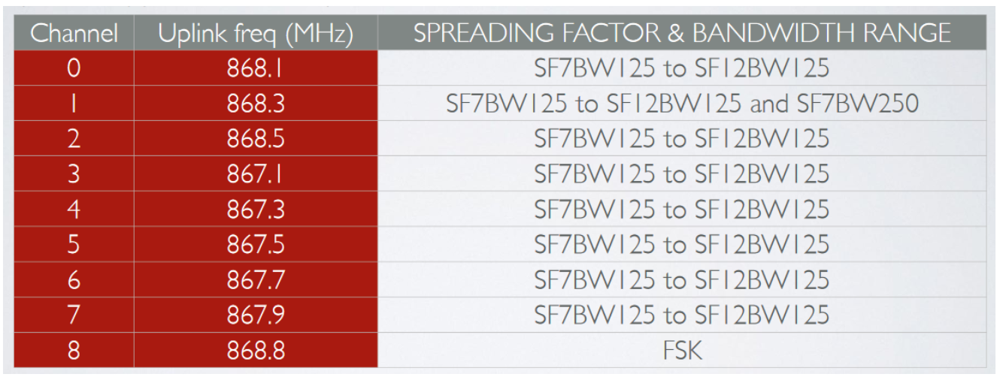 Channel Uplink freq (MHz) SPREADING FACTOR & BANDWIDTH RANGE
0 868.1 SF7BW125 to SF12BW125
1 868.3 SF7BW125 to SF12BW125 and SF7BW250
2 868.5 SF7BW125 to SF12BW125
3 867.1 SF7BW125 to SF12BW125
4 867.3 SF7BW125 to SF12BW125
5 867.5 SF7BW125 to SF12BW125
6 867.7 SF7BW125 to SF12BW125
7 867.9 SF7BW125 to SF12BW125
8 868.8 FSK